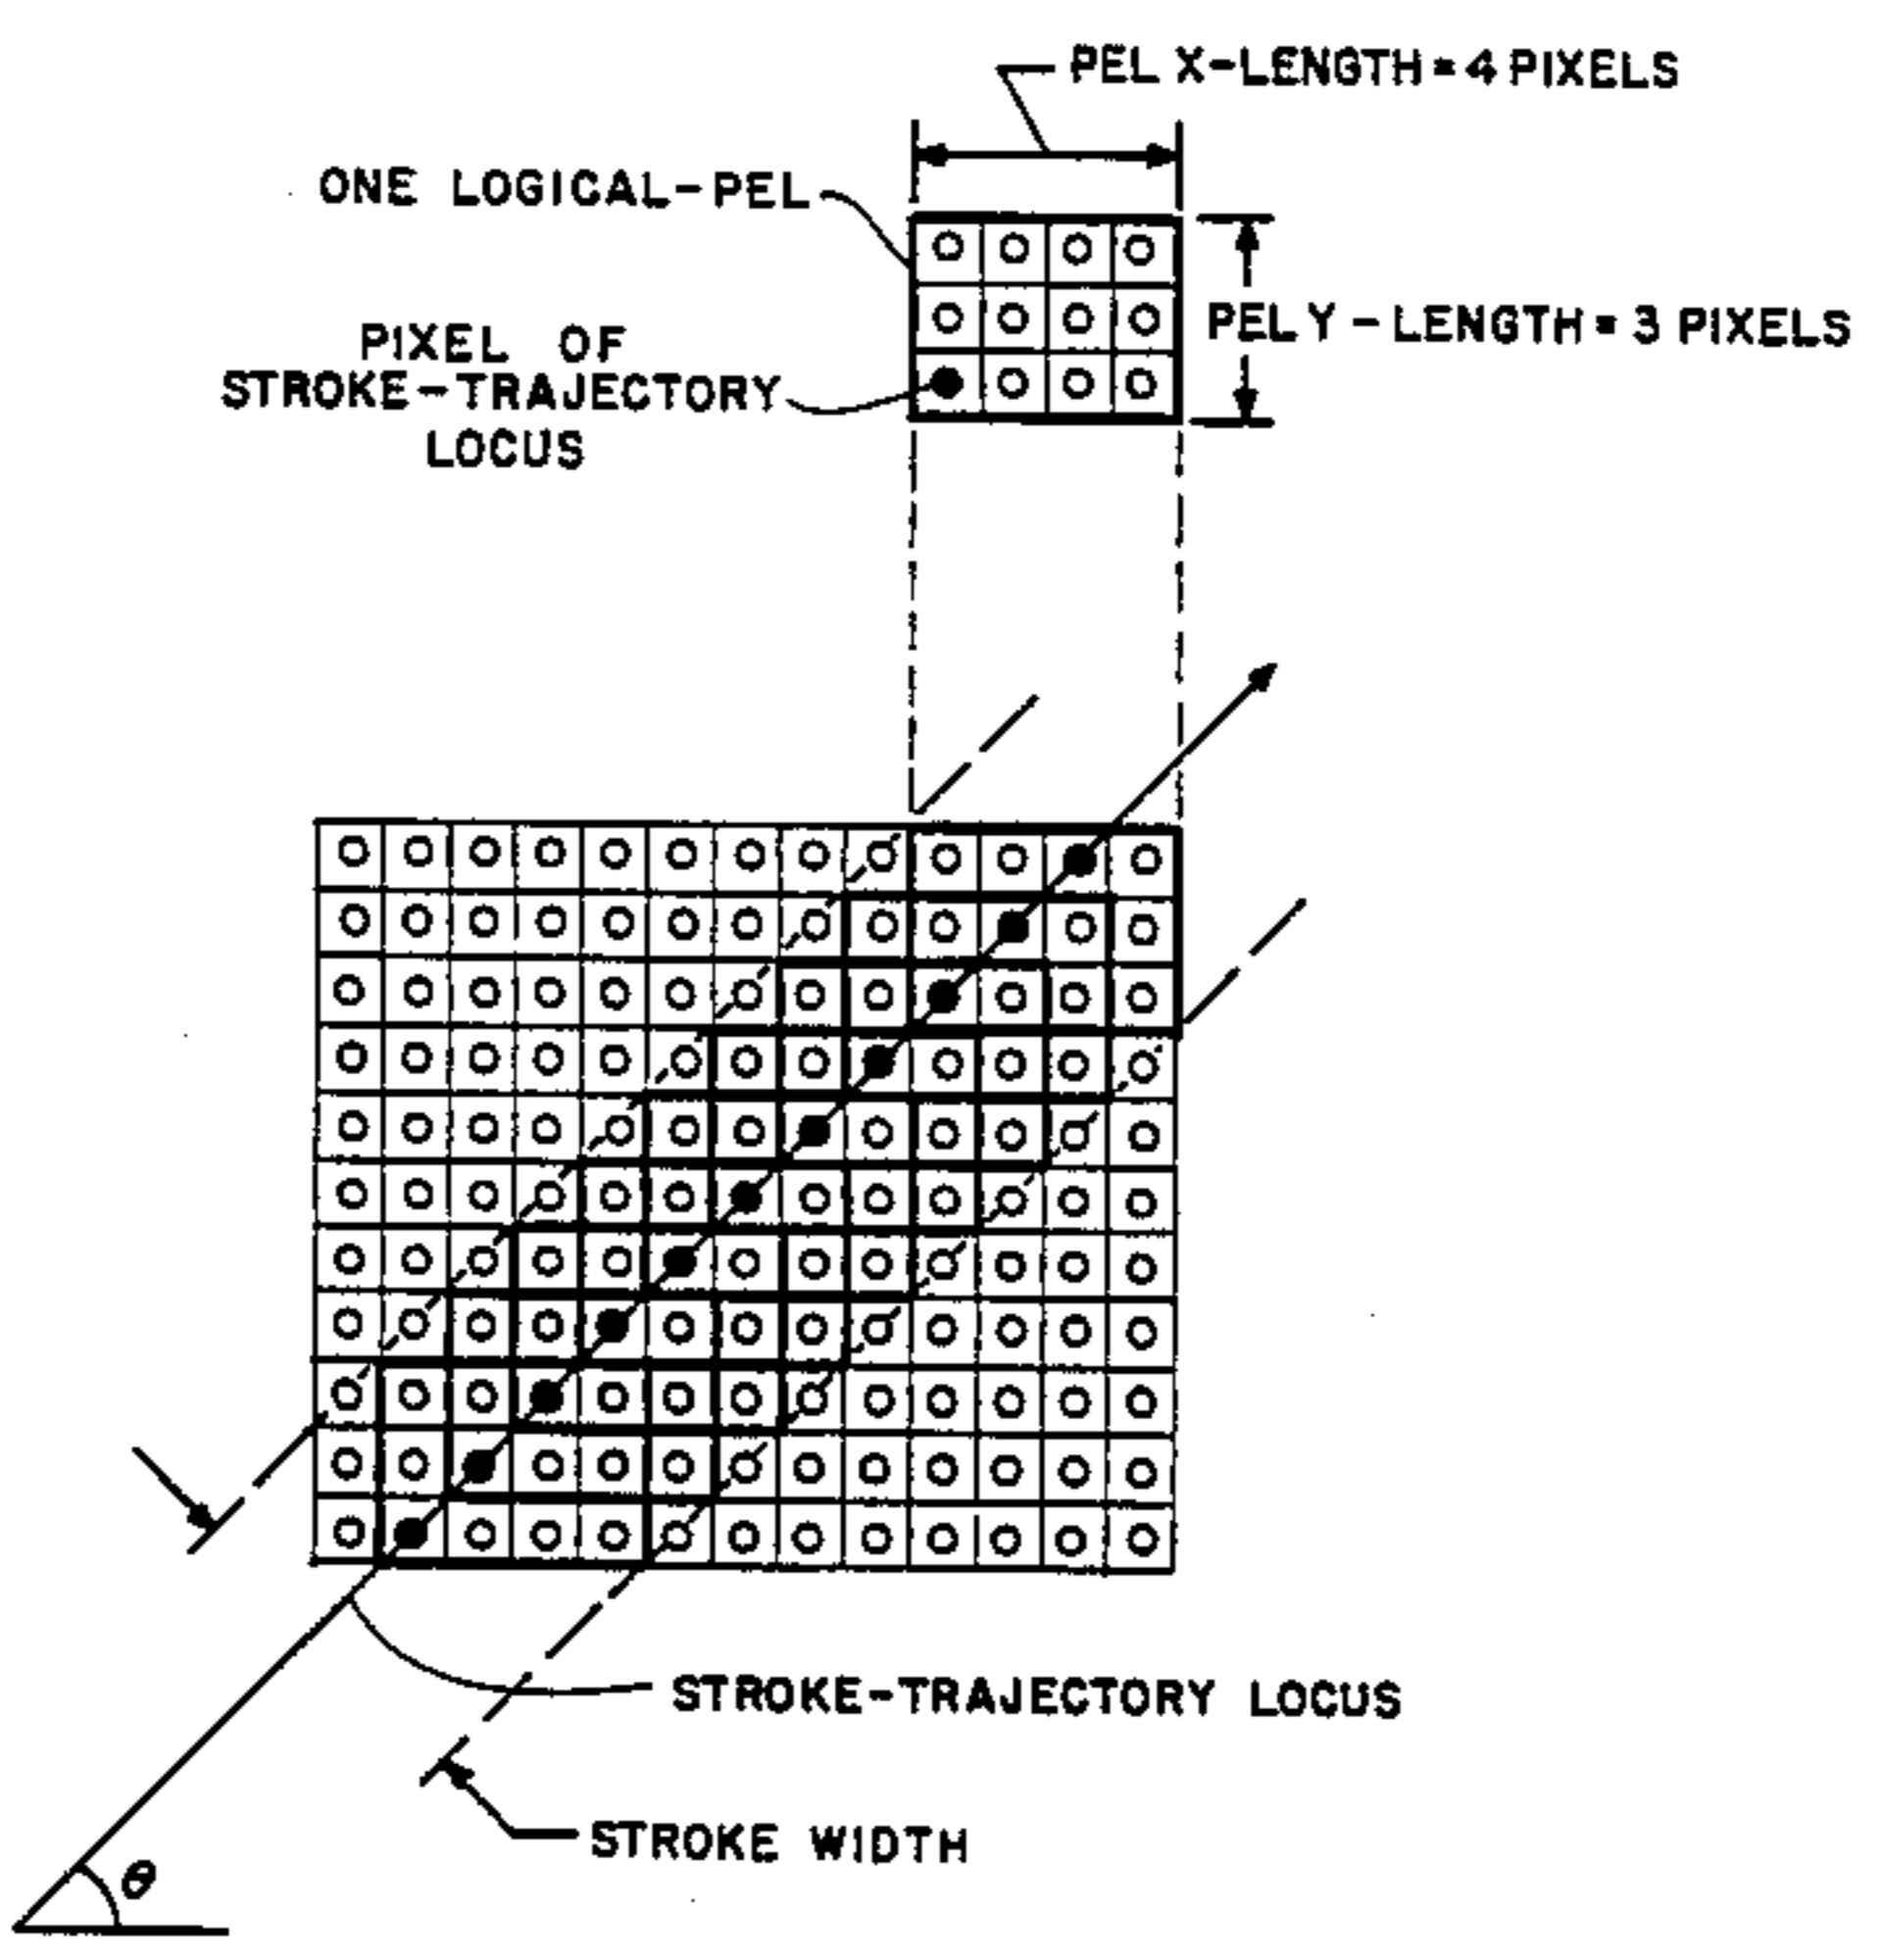 PEL X-LENGTH = 4 PIXELS
ONE LOGICAL-PEL
PEL Y-LENGTH = 3 PIXELS
PIXEL OF
STROKE-TRAJECTORY
LOCUS
STROKE-TRAJECTORY LOCUS
STROKE WIDTH
θ